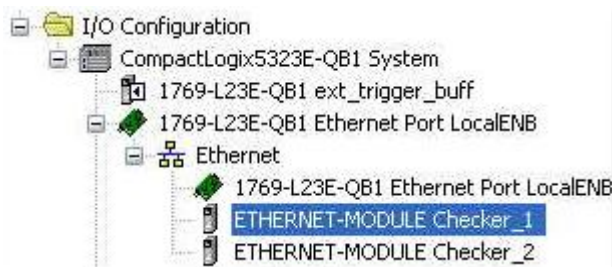 I/O Configuration
CompactLogix5323E-QB1 System
1769-L23E-QB1 ext_trigger_buff
1769-L23E-QB1 Ethernet Port LocalENB
Ethernet
1769-L23E-QB1 Ethernet Port LocalENB
ETHERNET-MODULE Checker_1
ETHERNET-MODULE Checker_2